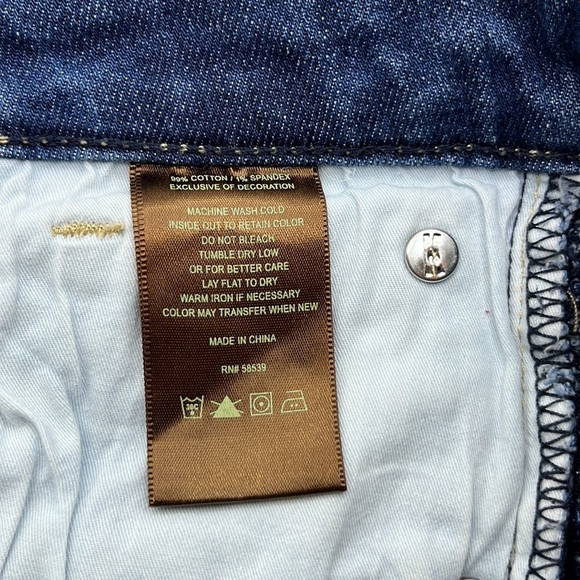 99% COTTON / 1% SPANDEX
EXCLUSIVE OF DECORATION
MACHINE WASH COLD
INSIDE OUT TO RETAIN COLOR
DO NOT BLEACH
TUMBLE DRY LOW
OR FOR BETTER CARE
LAY FLAT TO DRY
WARM IRON IF NECESSARY
COLOR MAY TRANSFER WHEN NEW
MADE IN CHINA
RN# 58539
30C